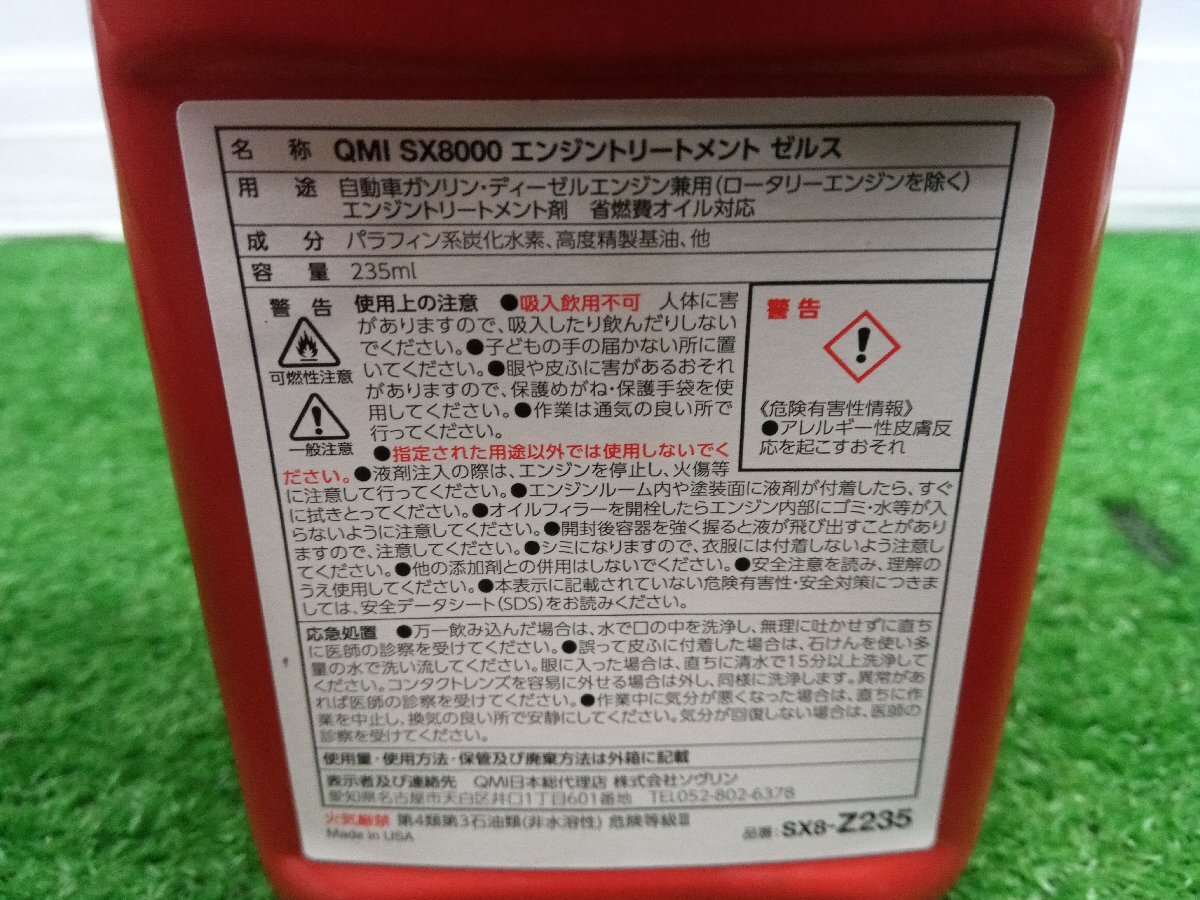 名称 QMI SX8000 エンジントリートメント ゼルス
用途 自動車ガソリン・ディーゼルエンジン兼用(ロータリーエンジンを除く)
エンジントリートメント剤 省燃費オイル対応
成分 パラフィン系炭化水素、高度精製基油、他
容量 235ml
警告 使用上の注意 ●吸入飲用不可 人体に害
がありますので、吸入したり飲んだりしない
でください。●子どもの手の届かない所に置
いてください。●眼や皮ふに害があるおそれ
がありますので、保護めがね・保護手袋を使
用してください。●作業は通気の良い所で
行ってください。
可燃性注意
一般注意
警告
《危険有害性情報》
●アレルギー性皮膚反
応を起こすおそれ
●指定された用途以外では使用しないでく
ださい。●液剤注入の際は、エンジンを停止し、火傷等
に注意して行ってください。●エンジンルーム内や塗装面に液剤が付着したら、すぐ
に拭きとってください。●オイルフィラーを開栓したらエンジン内部にゴミ・水等が入
らないように注意してください。●開封後容器を強く握ると液が飛び出すことがあり
ますので、注意してください。●シミになりますので、衣服には付着しないよう注意し
てください。●他の添加剤との併用はしないでください。●安全注意を読み、理解の
うえ使用してください。●本表示に記載されていない危険有害性・安全対策につきま
しては、安全データシート(SDS)をお読みください。
応急処置 ●万一飲み込んだ場合は、水で口の中を洗浄し、無理に吐かせずに直ち
に医師の診察を受けてください。●誤って皮ふに付着した場合は、石けんを使い多
量の水で洗い流してください。眼に入った場合は、直ちに清水で15分以上洗浄して
ください。コンタクトレンズを容易に外せる場合は外し、同様に洗浄します。異常があ
れば医師の診察を受けてください。●作業中に気分が悪くなった場合は、直ちに作
業を中止し、換気の良い所で安静にしてください。気分が回復しない場合は、医師の
診察を受けてください。
使用量・使用方法・保管及び廃棄方法は外箱に記載
表示者及び連絡先 QMI日本総代理店 株式会社ソヴリン
愛知県名古屋市天白区井口1丁目601番地 TEL052-802-6378
火気厳禁 第4類第3石油類(非水溶性) 危険等級Ⅲ
Made in USA
品番:SX8-Z235